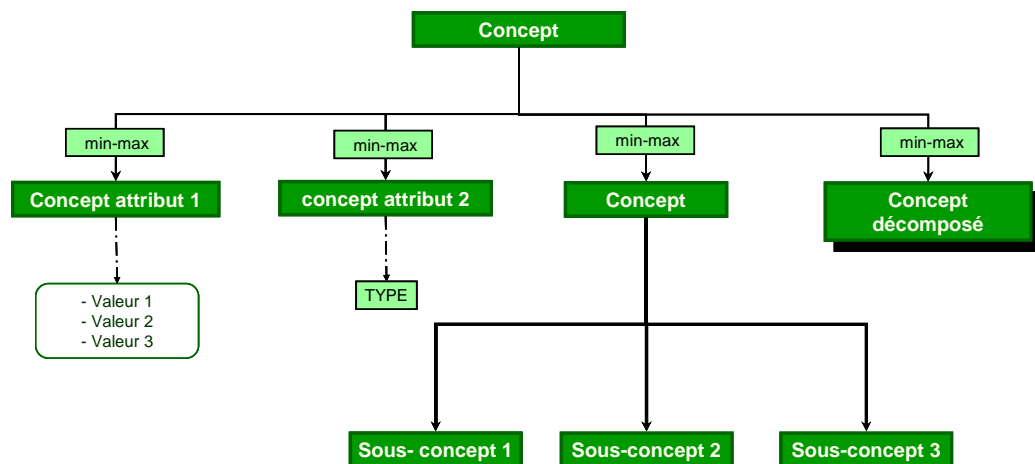 Concept
min-max
min-max
min-max
min-max
Concept attribut 1
concept attribut 2
Concept
Concept
décomposé
- Valeur 1
- Valeur 2
- Valeur 3
TYPE
Sous- concept 1
Sous-concept 2
Sous-concept 3